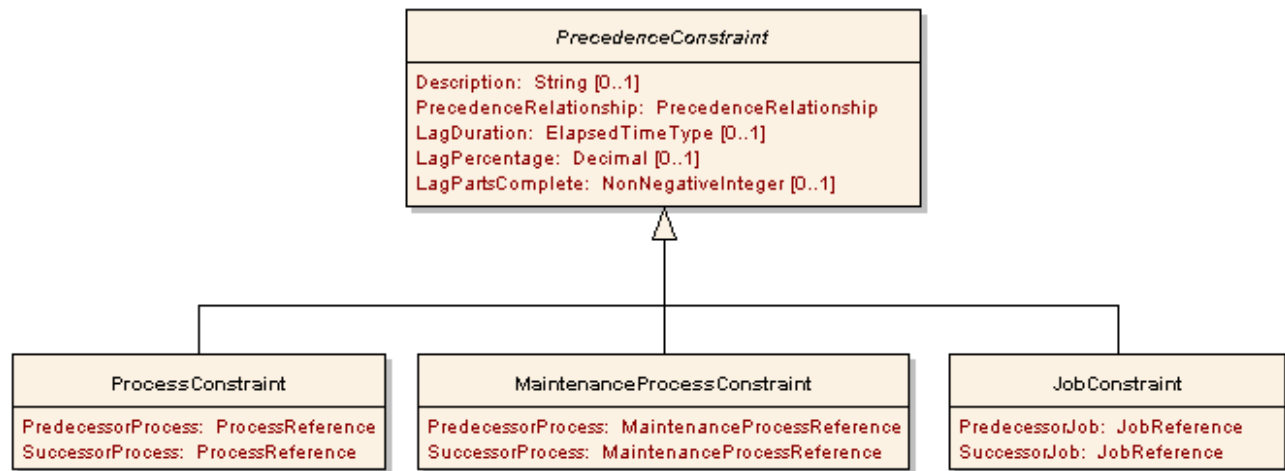 PrecedenceConstraint
Description: String [0..1]
PrecedenceRelationship: PrecedenceRelationship
LagDuration: ElapsedTimeType [0..1]
LagPercentage: Decimal [0..1]
LagPartsComplete: NonNegativeInteger [0..1]
ProcessConstraint
PredecessorProcess: ProcessReference
SuccessorProcess: ProcessReference
MaintenanceProcessConstraint
PredecessorProcess: MaintenanceProcessReference
SuccessorProcess: MaintenanceProcessReference
JobConstraint
PredecessorJob: JobReference
SuccessorJob: JobReference